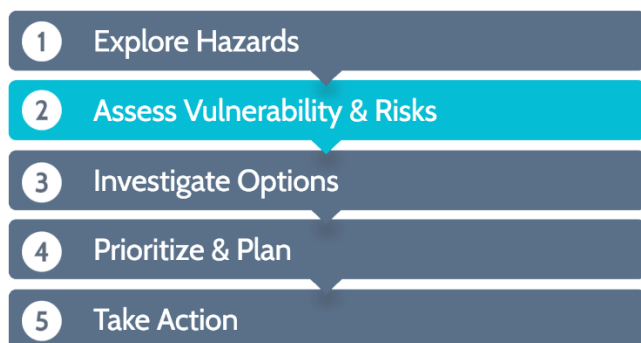 1 Explore Hazards
2 Assess Vulnerability & Risks
3 Investigate Options
4 Prioritize & Plan
5 Take Action